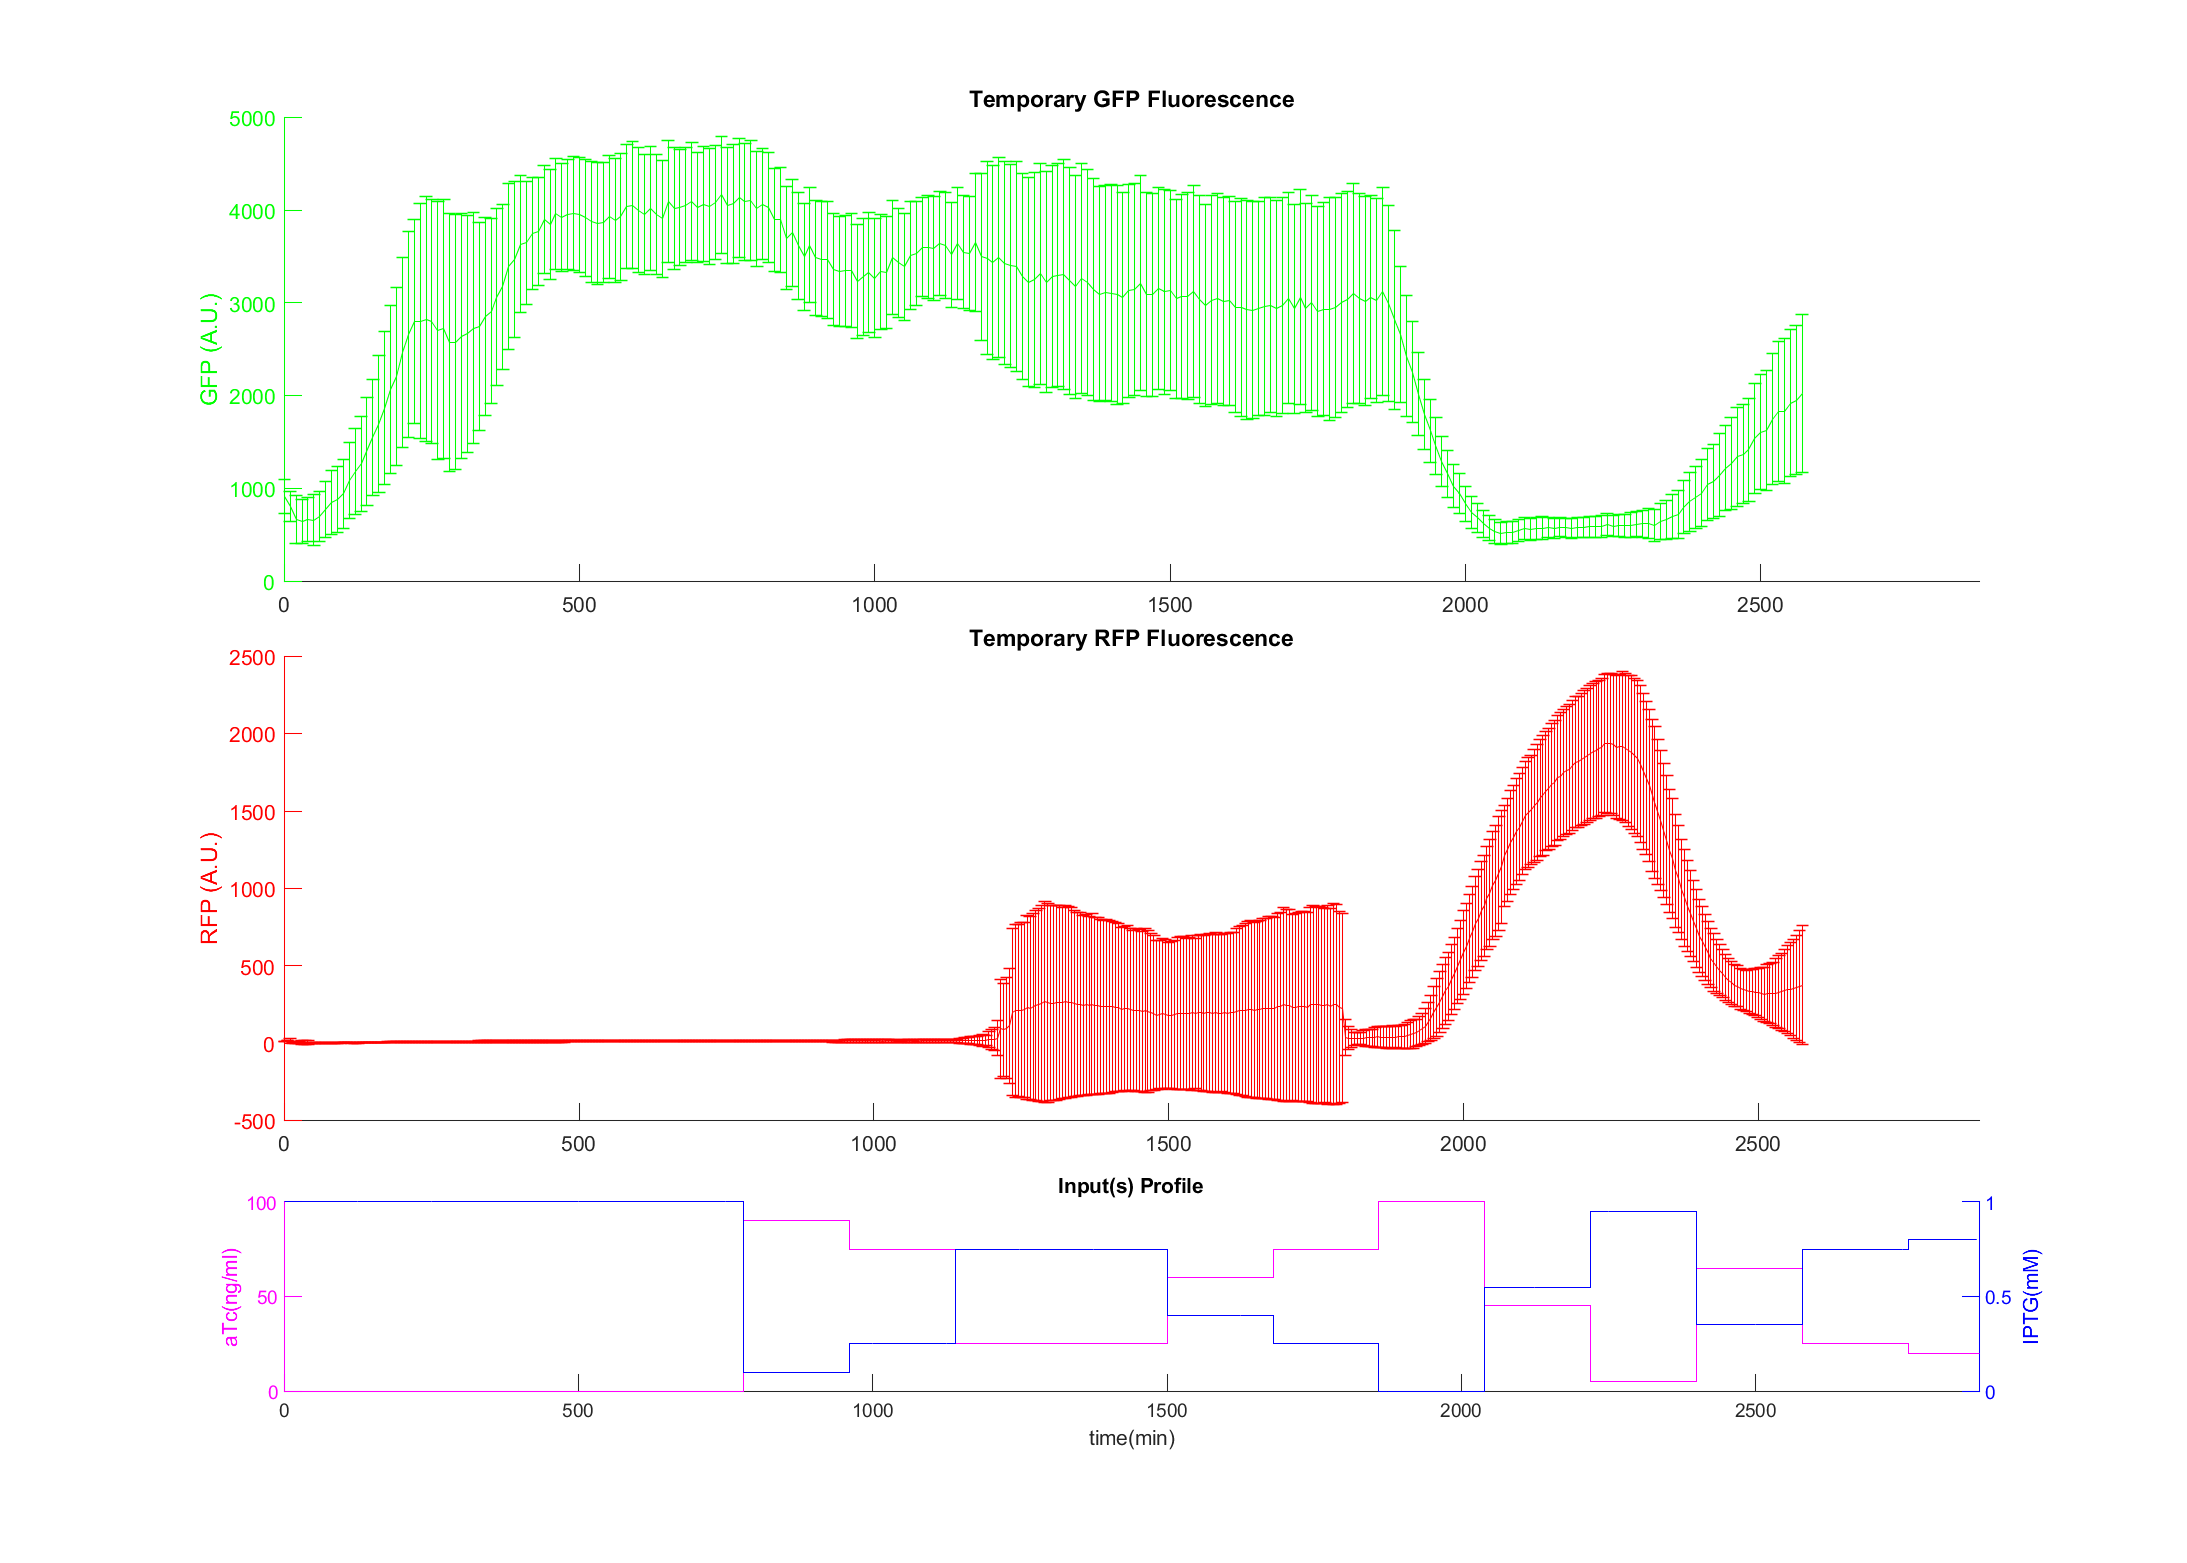 Temporary GFP Fluorescence
GFP (A.U.)
5000
4000
3000
2000
1000
0
0 500 1000 1500 2000 2500
Temporary RFP Fluorescence
RFP (A.U.)
2500
2000
1500
1000
500
0
-500
0 500 1000 1500 2000 2500
Input(s) Profile
aTc(ng/ml)
100
50
0
1
0.5
0
IPTG(mM)
0 500 1000 1500 2000 2500
time(min)